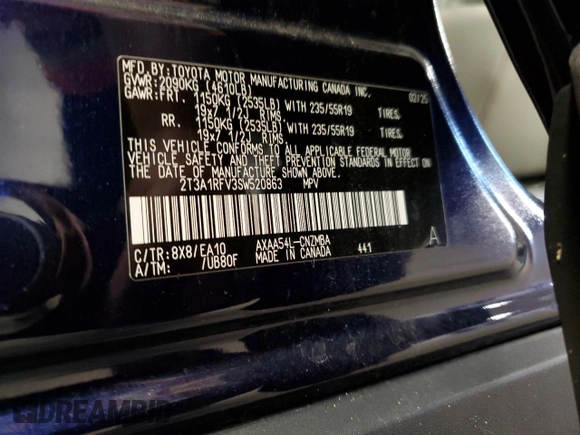 MFD.BY:TOYOTA MOTOR MANUFACTURING CANADA INC.
GVWR: 2090KG (4610LB) 02/25
GAWR:FRT. 1150KG (2535LB) WITH 235/55R19 TIRES,
19x7 1/2J RIMS
RR. 1150KG (2535LB) WITH 235/55R19 TIRES,
19x7 1/2J RIMS
THIS VEHICLE CONFORMS TO ALL APPLICABLE FEDERAL MOTOR
VEHICLE SAFETY AND THEFT PREVENTION STANDARDS IN EFFECT ON
THE DATE OF MANUFACTURE SHOWN ABOVE.
2T3A1RFV3SW520863 MPV
C/TR:8X8/EA10 AXAA54L-CNZMBA 441 A
A/TM: /UB80F MADE IN CANADA
DREAMBID